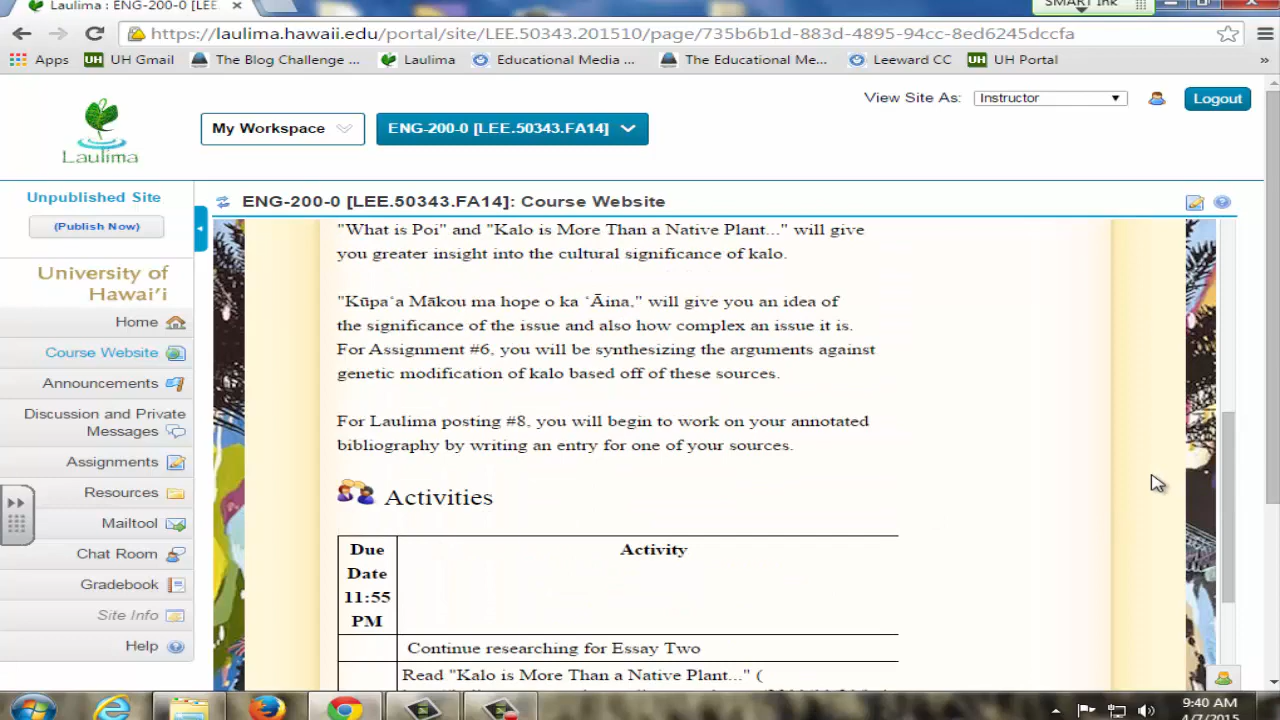 Laulima : ENG-200-0 [LEE.
SMART Ink
https://laulima.hawaii.edu/portal/site/LEE.50343.201510/page/735b6b1d-883d-4895-94cc-8ed6245dccfa
Apps UH Gmail The Blog Challenge ... Laulima Educational Media ... The Educational Me... Leeward CC UH Portal »
View Site As: Instructor Logout
Laulima
My Workspace ENG-200-0 [LEE.50343.FA14]
Unpublished Site
(Publish Now)
University of
Hawai'i
Home
Course Website
Announcements
Discussion and Private
Messages
Assignments
Resources
Mailtool
Chat Room
Gradebook
Site Info
Help
ENG-200-0 [LEE.50343.FA14]: Course Website
"What is Poi" and "Kalo is More Than a Native Plant..." will give
you greater insight into the cultural significance of kalo.
"Kūpaʻa Mākou ma hope o ka ʻĀina," will give you an idea of
the significance of the issue and also how complex an issue it is.
For Assignment #6, you will be synthesizing the arguments against
genetic modification of kalo based off of these sources.
For Laulima posting #8, you will begin to work on your annotated
bibliography by writing an entry for one of your sources.
Activities
Due
Date
11:55
PM
Activity
Continue researching for Essay Two
Read "Kalo is More Than a Native Plant..." (
9:40 AM
4/7/2015